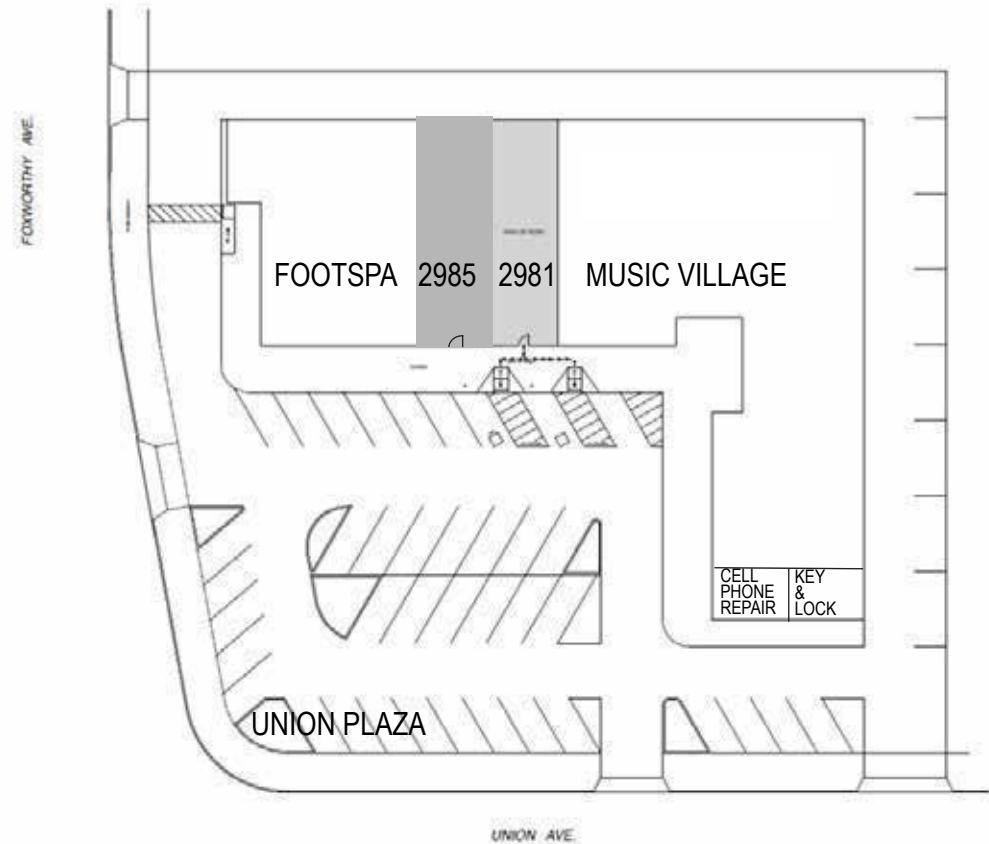 FOXWORTHY AVE.
FOOTSPA 2985 2981 MUSIC VILLAGE
CELL
PHONE
REPAIR
KEY
&
LOCK
UNION PLAZA
UNION AVE.